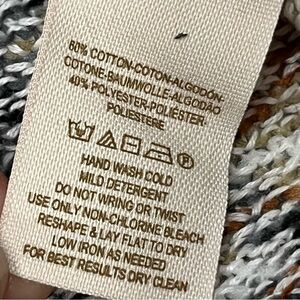 60% COTTON-COTON-ALGODÓN-
COTONE-BAUMWOLLE-ALGODAO
40% POLYESTER-POLIESTER-
POLIESTERE
HAND WASH COLD
MILD DETERGENT
DO NOT WRING OR TWIST
USE ONLY NON-CHLORINE BLEACH
RESHAPE & LAY FLAT TO DRY
LOW IRON AS NEEDED
FOR BEST RESULTS DRY CLEAN